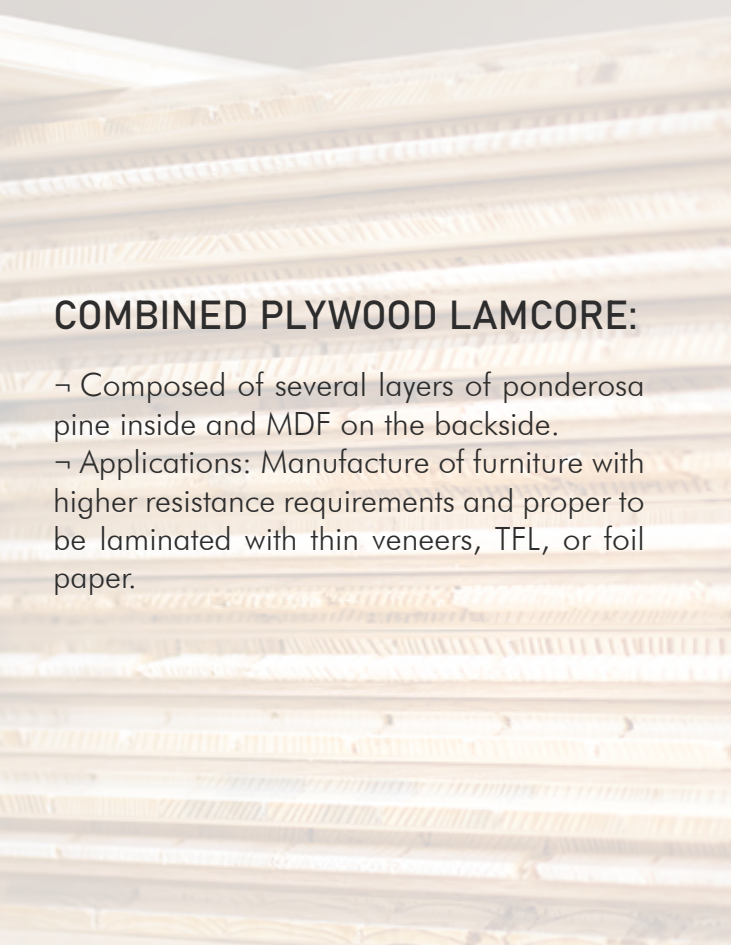 COMBINED PLYWOOD LAMCORE:
¬ Composed of several layers of ponderosa
pine inside and MDF on the backside.
¬ Applications: Manufacture of furniture with
higher resistance requirements and proper to
be laminated with thin veneers, TFL, or foil
paper.